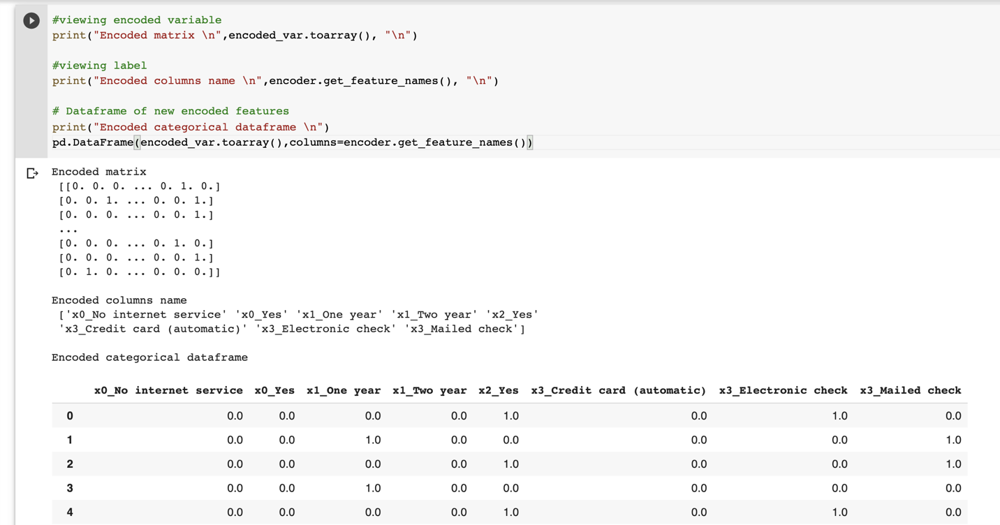 #viewing encoded variable
print("Encoded matrix \n",encoded_var.toarray(), "\n")
#viewing label
print("Encoded columns name \n",encoder.get_feature_names(), "\n")
# Dataframe of new encoded features
print("Encoded categorical dataframe \n")
pd.DataFrame(encoded_var.toarray(),columns=encoder.get_feature_names())
Encoded matrix
[[0. 0. 0. ... 0. 1. 0.]
[0. 0. 1. ... 0. 0. 1.]
[0. 0. 0. ... 0. 0. 1.]
...
[0. 0. 0. ... 0. 1. 0.]
[0. 0. 0. ... 0. 0. 1.]
[0. 1. 0. ... 0. 0. 0.]]
Encoded columns name
['x0_No internet service' 'x0_Yes' 'x1_One year' 'x1_Two year' 'x2_Yes'
'x3_Credit card (automatic)' 'x3_Electronic check' 'x3_Mailed check']
Encoded categorical dataframe
x0_No internet service x0_Yes x1_One year x1_Two year x2_Yes x3_Credit card (automatic) x3_Electronic check x3_Mailed check
0 0.0 0.0 0.0 0.0 1.0 0.0 1.0 0.0
1 0.0 0.0 1.0 0.0 0.0 0.0 0.0 1.0
2 0.0 0.0 0.0 0.0 1.0 0.0 0.0 1.0
3 0.0 0.0 1.0 0.0 0.0 0.0 0.0 0.0
4 0.0 0.0 0.0 0.0 1.0 0.0 1.0 0.0